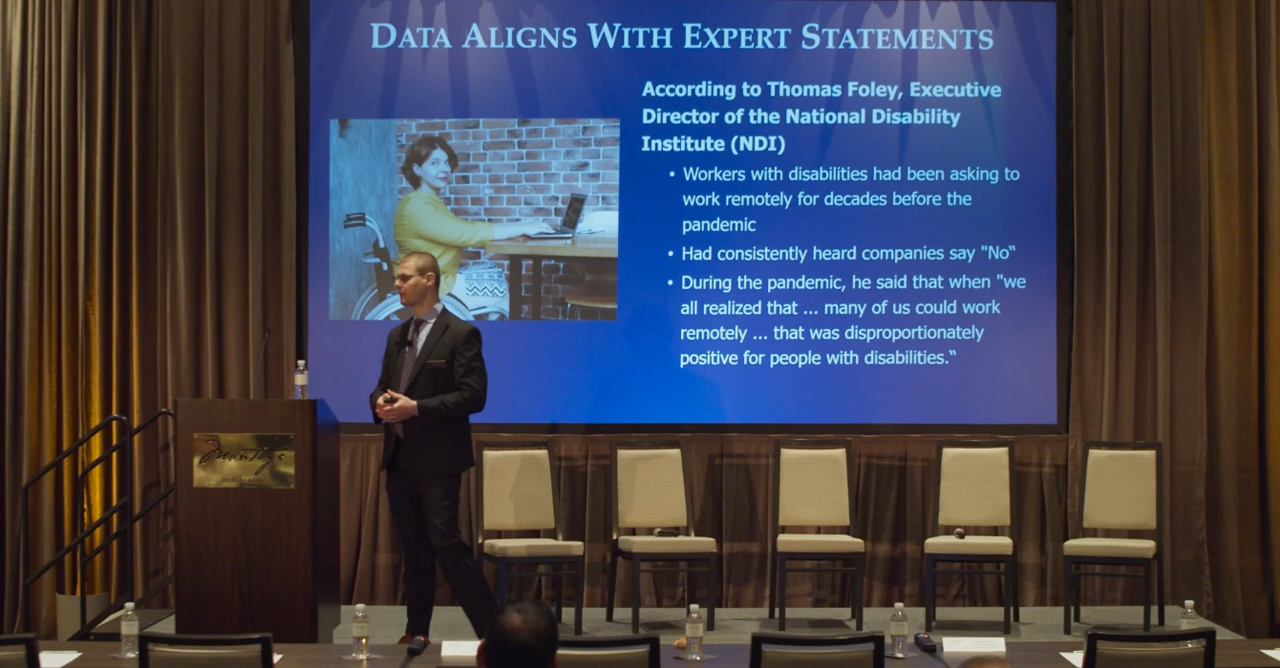 DATA ALIGNS WITH EXPERT STATEMENTS
According to Thomas Foley, Executive
Director of the National Disability
Institute (NDI)
• Workers with disabilities had been asking to
work remotely for decades before the
pandemic
• Had consistently heard companies say "No“
• During the pandemic, he said that when "we
all realized that ... many of us could work
remotely ... that was disproportionately
positive for people with disabilities.“
Montage